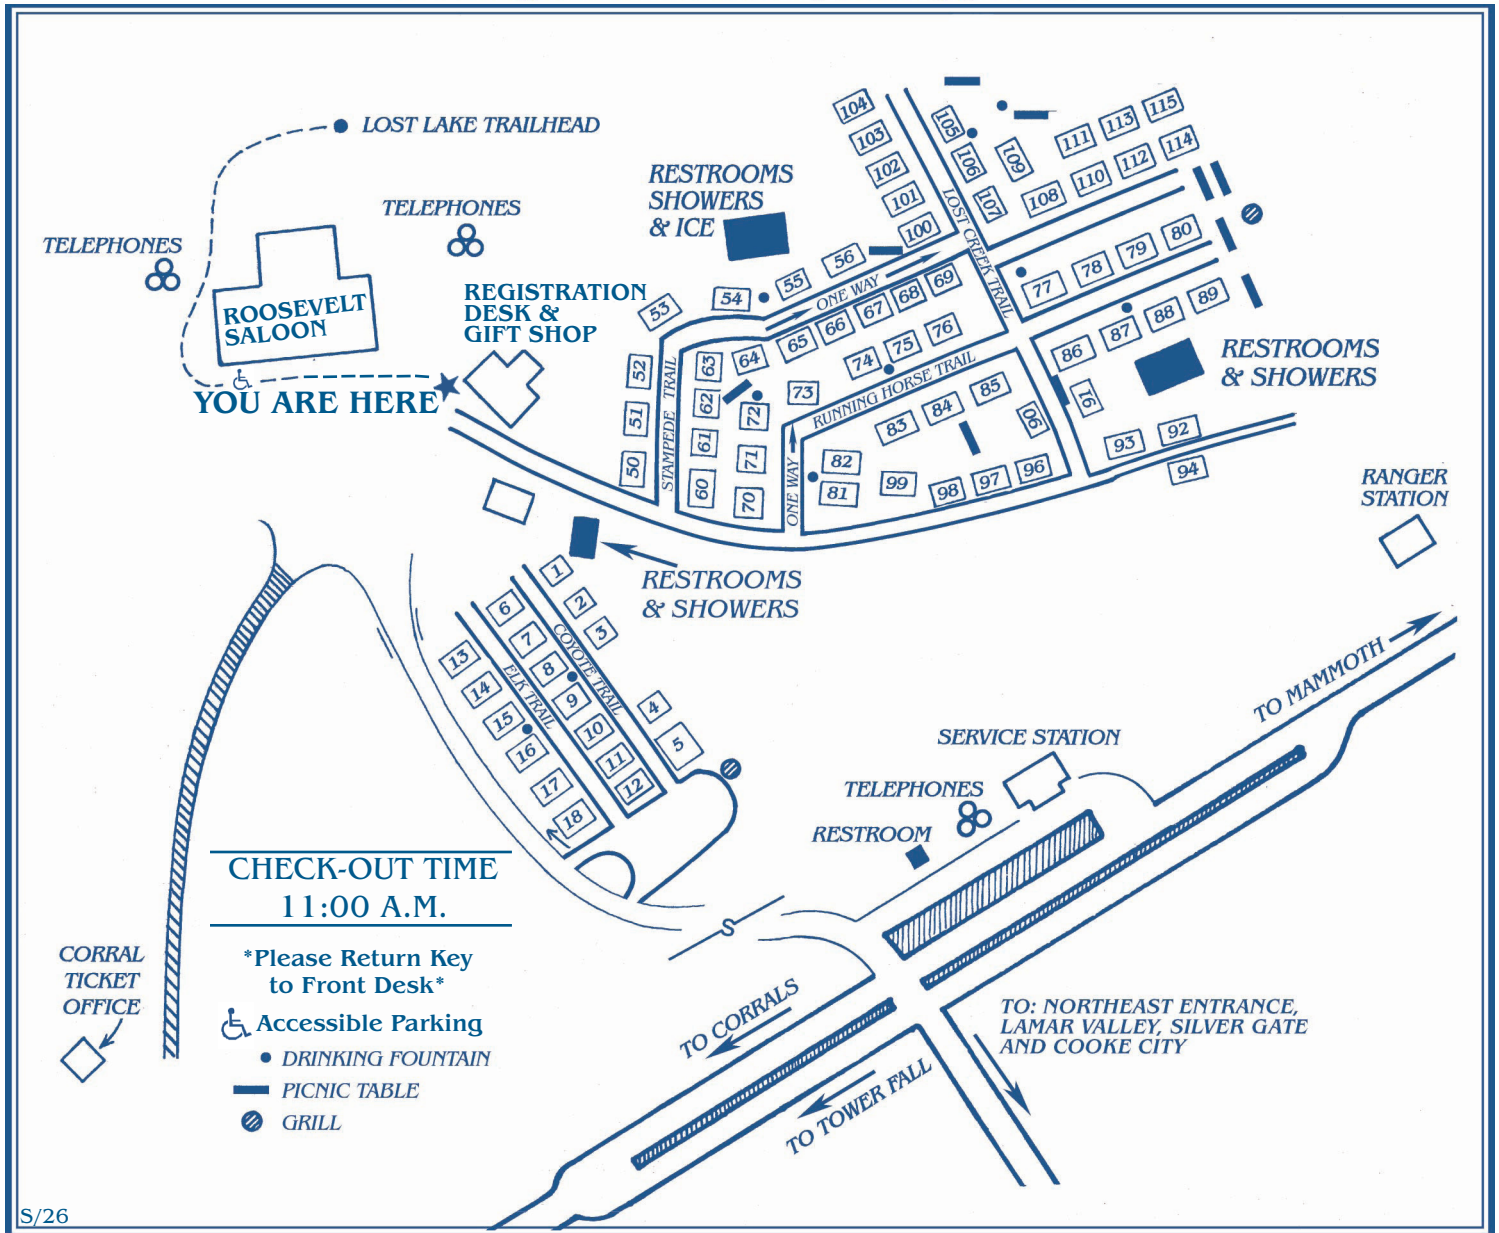 LOST LAKE TRAILHEAD
TELEPHONES
TELEPHONES
ROOSEVELT
SALOON
REGISTRATION
DESK &
GIFT SHOP
YOU ARE HERE
RESTROOMS
SHOWERS
& ICE
104
103
102
101
100
105
106
107
109
108
110
111
112
113
114
115
LOST CREEK TRAIL
53
54
55
56
ONE WAY
52
51
50
STAMPEDE TRAIL
63
62
61
60
64
65
66
67
68
69
72
71
70
73
74
75
76
RUNNING HORSE TRAIL
ONE WAY
77
78
79
80
86
87
88
89
RESTROOMS
& SHOWERS
82
81
83
84
85
90
91
99
98
97
96
93
92
94
RANGER
STATION
RESTROOMS
& SHOWERS
1
2
3
4
5
COYOTE TRAIL
6
7
8
9
10
11
12
ELK TRAIL
13
14
15
16
17
18
TO MAMMOTH
SERVICE STATION
TELEPHONES
RESTROOM
S
CHECK-OUT TIME
11:00 A.M.
*Please Return Key
to Front Desk*
Accessible Parking
DRINKING FOUNTAIN
PICNIC TABLE
GRILL
CORRAL
TICKET
OFFICE
TO CORRALS
TO TOWER FALL
TO: NORTHEAST ENTRANCE,
LAMAR VALLEY, SILVER GATE
AND COOKE CITY
S/26